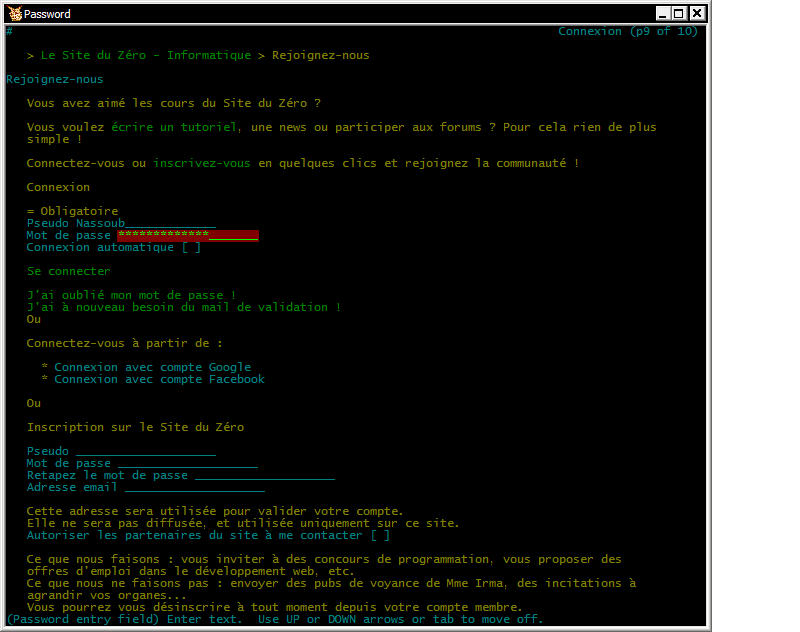 Password
# Connexion (p9 of 10)
> Le Site du Zéro - Informatique > Rejoignez-nous
Rejoignez-nous
Vous avez aimé les cours du Site du Zéro ?
Vous voulez écrire un tutoriel, une news ou participer aux forums ? Pour cela rien de plus
simple !
Connectez-vous ou inscrivez-vous en quelques clics et rejoignez la communauté !
Connexion
= Obligatoire
Pseudo Nassoub_____________
Mot de passe *************_______
Connexion automatique [ ]
Se connecter
J'ai oublié mon mot de passe !
J'ai à nouveau besoin du mail de validation !
Ou
Connectez-vous à partir de :
* Connexion avec compte Google
* Connexion avec compte Facebook
Ou
Inscription sur le Site du Zéro
Pseudo ____________________
Mot de passe ____________________
Retapez le mot de passe ____________________
Adresse email ____________________
Cette adresse sera utilisée pour valider votre compte.
Elle ne sera pas diffusée, et utilisée uniquement sur ce site.
Autoriser les partenaires du site à me contacter [ ]
Ce que nous faisons : vous inviter à des concours de programmation, vous proposer des
offres d'emploi dans le développement web, etc.
Ce que nous ne faisons pas : envoyer des pubs de voyance de Mme Irma, des incitations à
agrandir vos organes...
Vous pourrez vous désinscrire à tout moment depuis votre compte membre.
(Password entry field) Enter text.  Use UP or DOWN arrows or tab to move off.